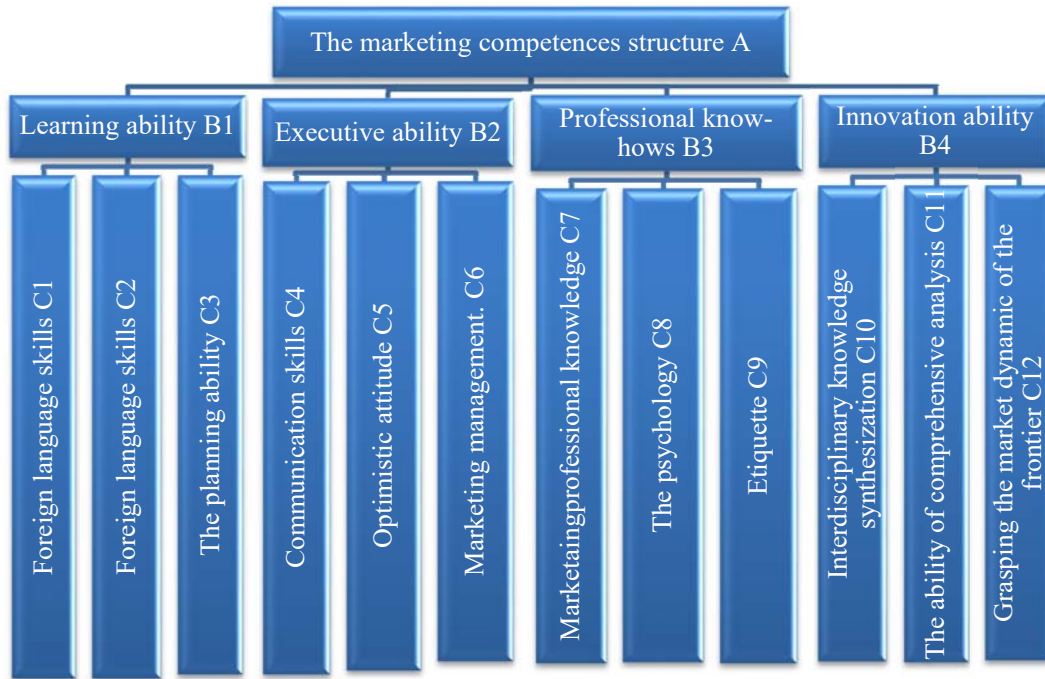 The marketing competences structure A
Learning ability B1
Executive ability B2
Professional know-
hows B3
Innovation ability
B4
Foreign language skills C1
Foreign language skills C2
The planning ability C3
Communication skills C4
Optimistic attitude C5
Marketing management. C6
Marketaingprofessional knowledge C7
The psychology C8
Etiquette C9
Interdisciplinary knowledge
synthesization C10
The ability of comprehensive analysis C11
Grasping the market dynamic of the
frontier C12